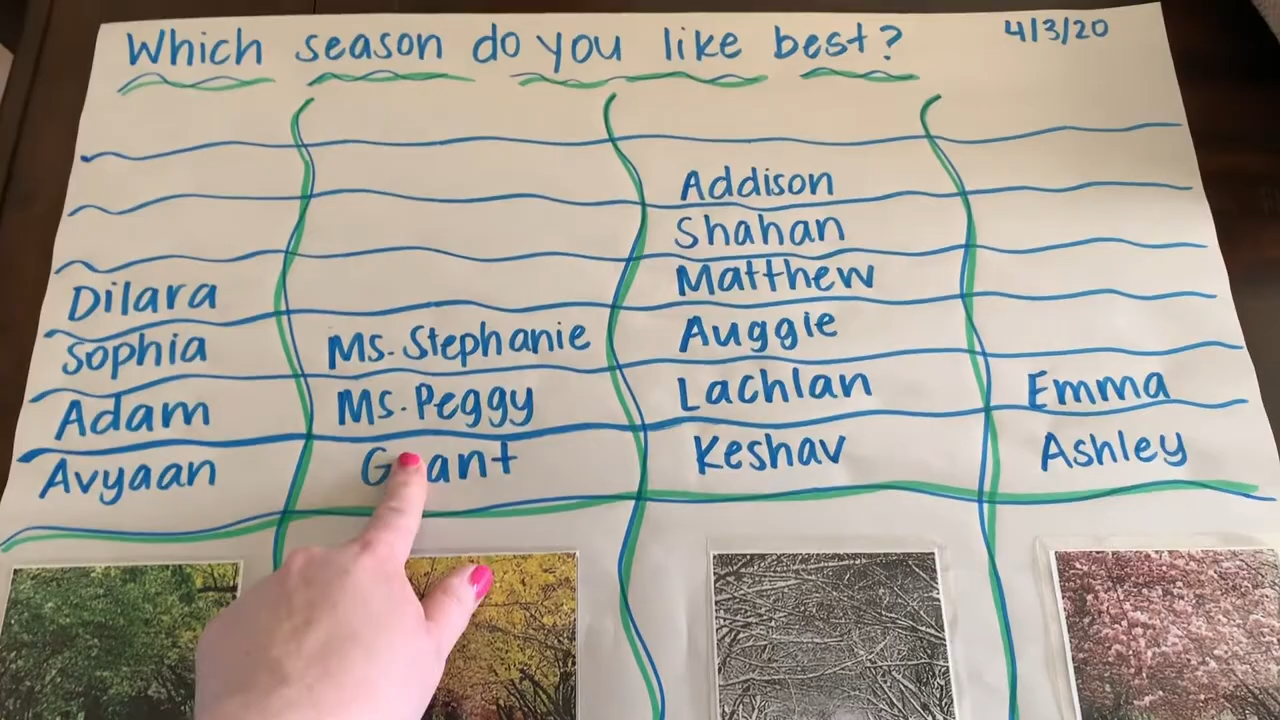 Which season do you like best?
4/3/20
Addison
Shahan
Dilara
Matthew
Sophia
Ms. Stephanie
Auggie
Adam
Ms. Peggy
Lachlan
Emma
Avyaan
Grant
Keshav
Ashley